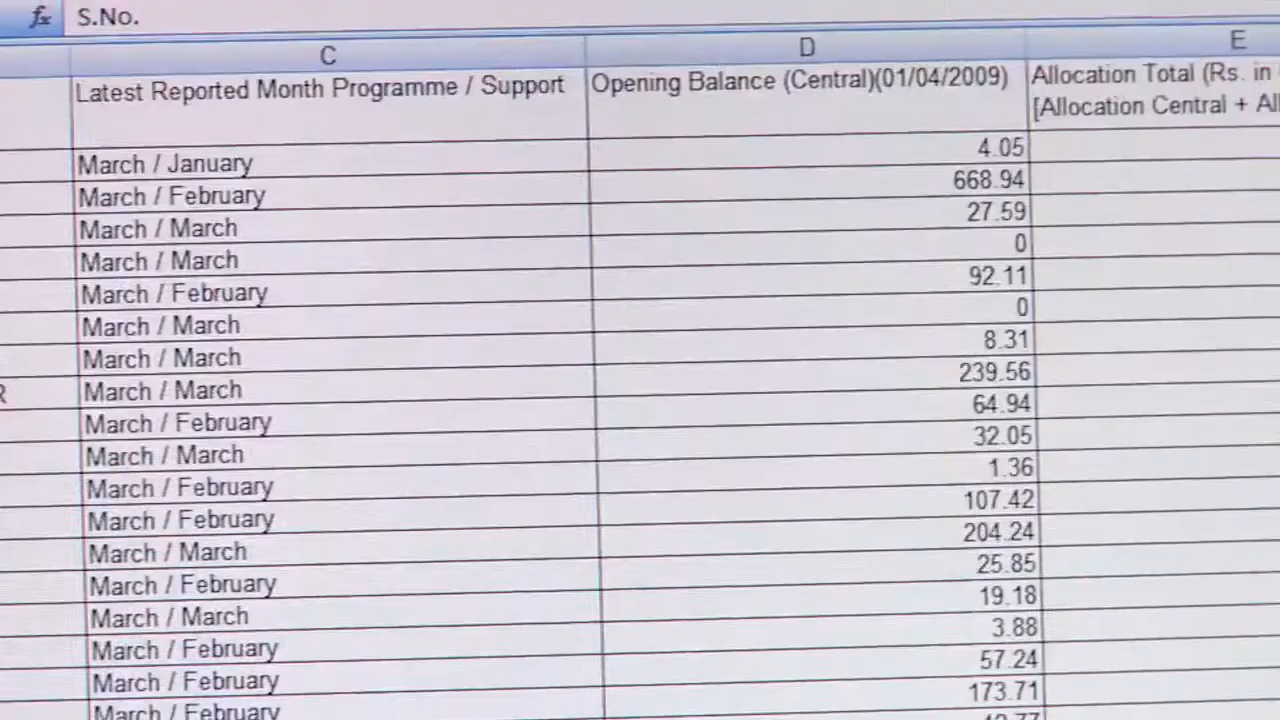 fx S.No.
C D E
Latest Reported Month Programme / Support Opening Balance (Central)(01/04/2009) Allocation Total (Rs. in
[Allocation Central + All
March / January 4.05
March / February 668.94
March / March 27.59
March / March 0
March / February 92.11
March / March 0
March / March 8.31
R March / March 239.56
March / February 64.94
March / March 32.05
March / February 1.36
March / February 107.42
March / March 204.24
March / February 25.85
March / March 19.18
March / February 3.88
March / February 57.24
March / February 173.71